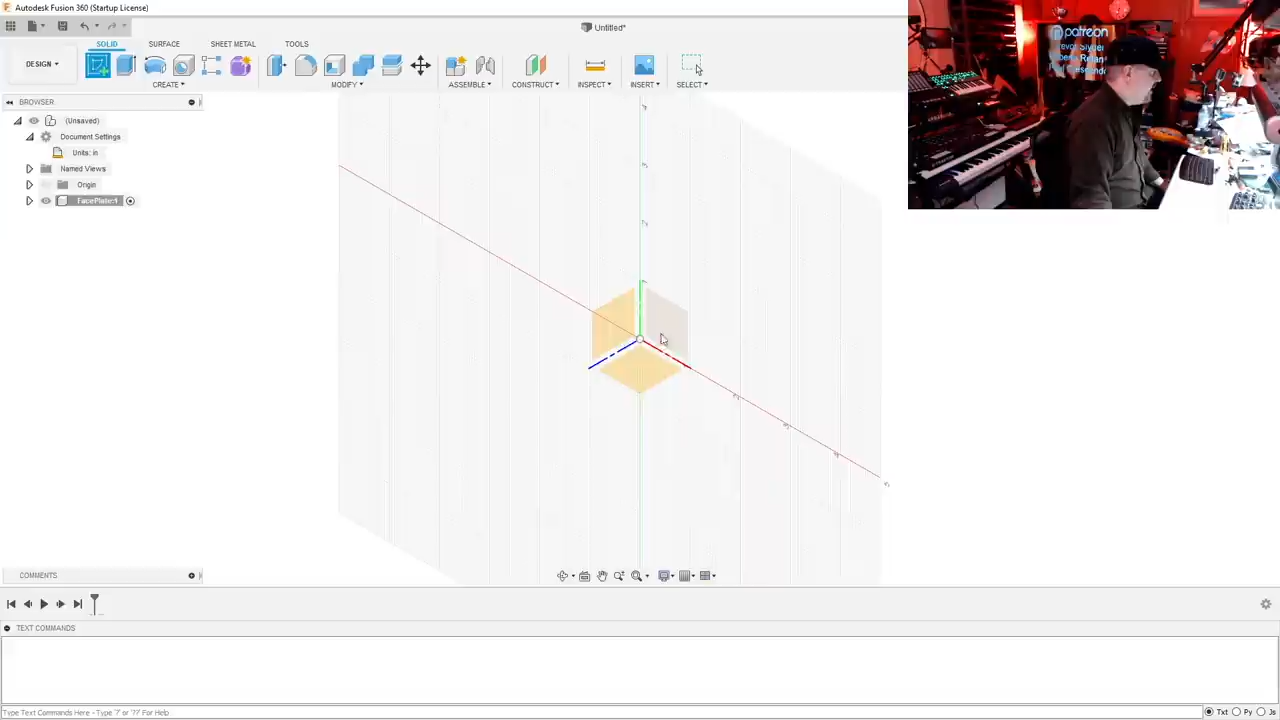 Autodesk Fusion 360 (Startup License)
Untitled*
SOLID
SURFACE
SHEET METAL
TOOLS
DESIGN
CREATE
MODIFY
ASSEMBLE
CONSTRUCT
INSPECT
INSERT
SELECT
BROWSER
(Unsaved)
Document Settings
Units: in
Named Views
Origin
FacePlate:1
patreon
COMMENTS
TEXT COMMANDS
Type Text Commands Here - Type '?' or '??' For Help
Txt
Py
Js